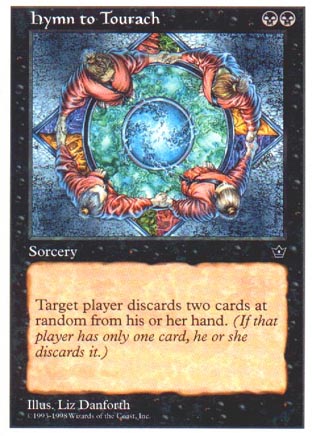 Hymn to Tourach
Sorcery
Target player discards two cards at
random from his or her hand. (If that
player has only one card, he or she
discards it.)
Illus. Liz Danforth
©1993-1998 Wizards of the Coast, Inc.